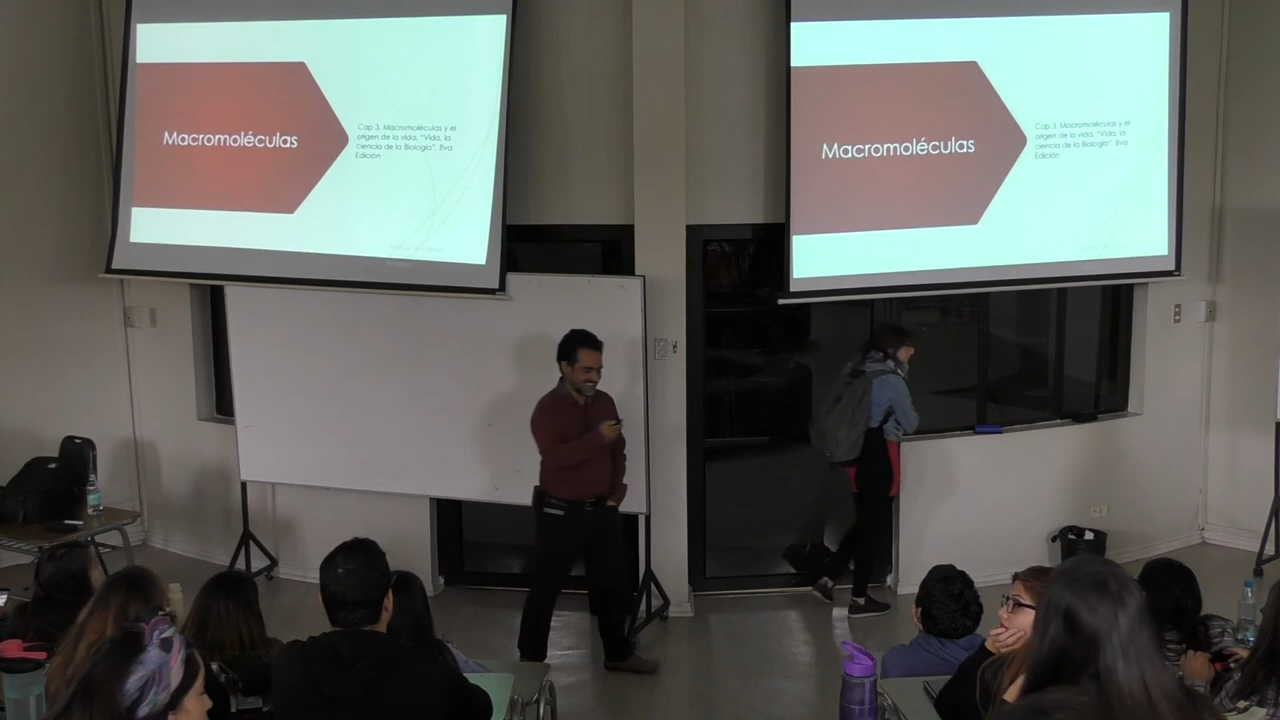 Macromoléculas
Cap 3. Macromoléculas y el
origen de la vida. "Vida, la
ciencia de la Biología". 8va
Edición
Macromoléculas
Cap 3. Macromoléculas y el
origen de la vida. "Vida, la
ciencia de la Biología". 8va
Edición